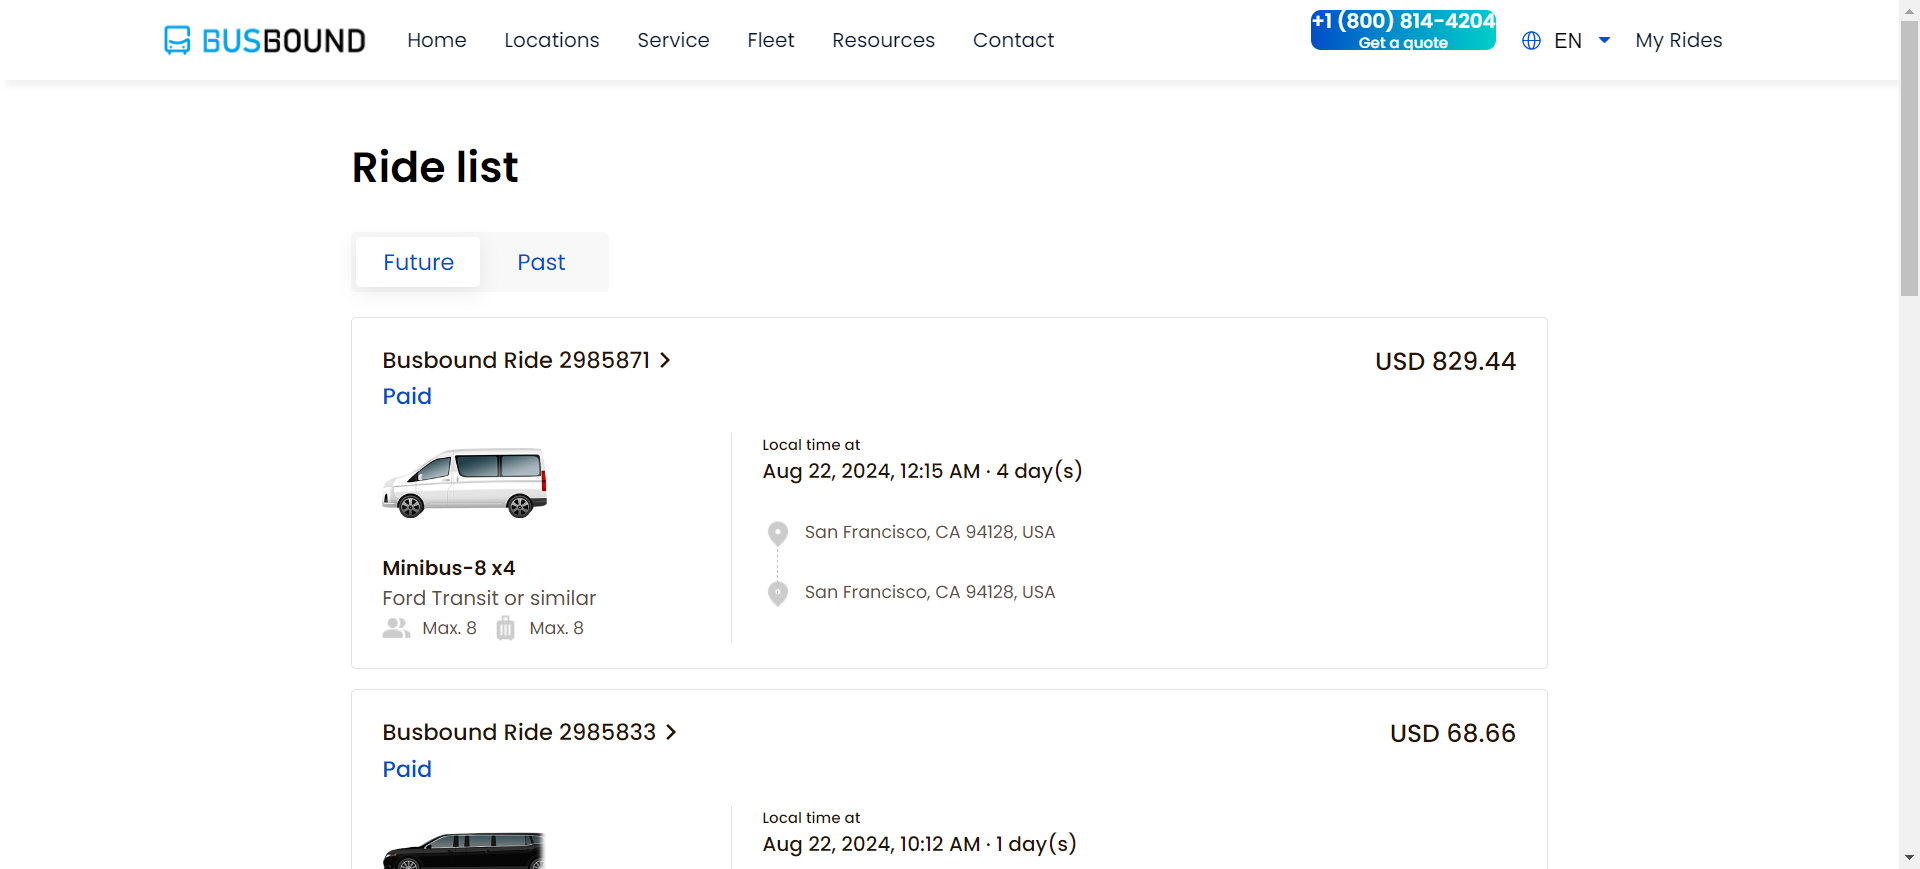 BUSBOUND Home Locations Service Fleet Resources Contact +1 (800) 814-4204 EN My Rides
Get a quote
Ride list
Future Past
Busbound Ride 2985871 USD 829.44
Paid
Local time at
Aug 22, 2024, 12:15 AM · 4 day(s)
San Francisco, CA 94128, USA
San Francisco, CA 94128, USA
Minibus-8 x4
Ford Transit or similar
Max. 8 Max. 8
Busbound Ride 2985833 USD 68.66
Paid
Local time at
Aug 22, 2024, 10:12 AM · 1 day(s)